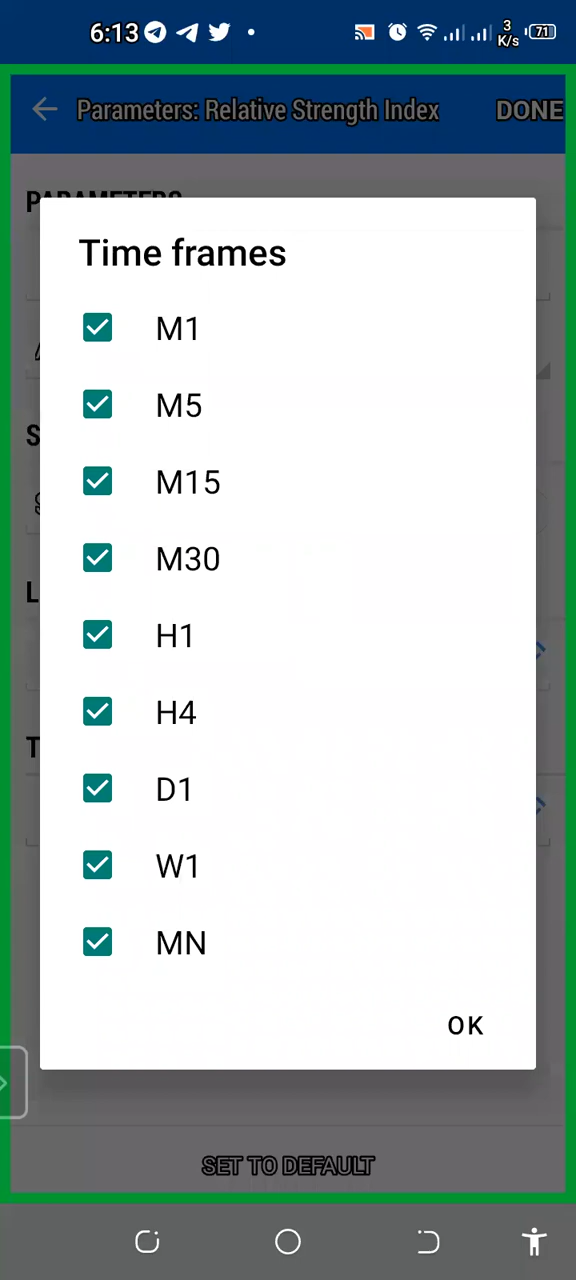 6:13
3
K/s
71
Parameters: Relative Strength Index
DONE
Time frames
M1
M5
M15
M30
H1
H4
D1
W1
MN
OK
SET TO DEFAULT